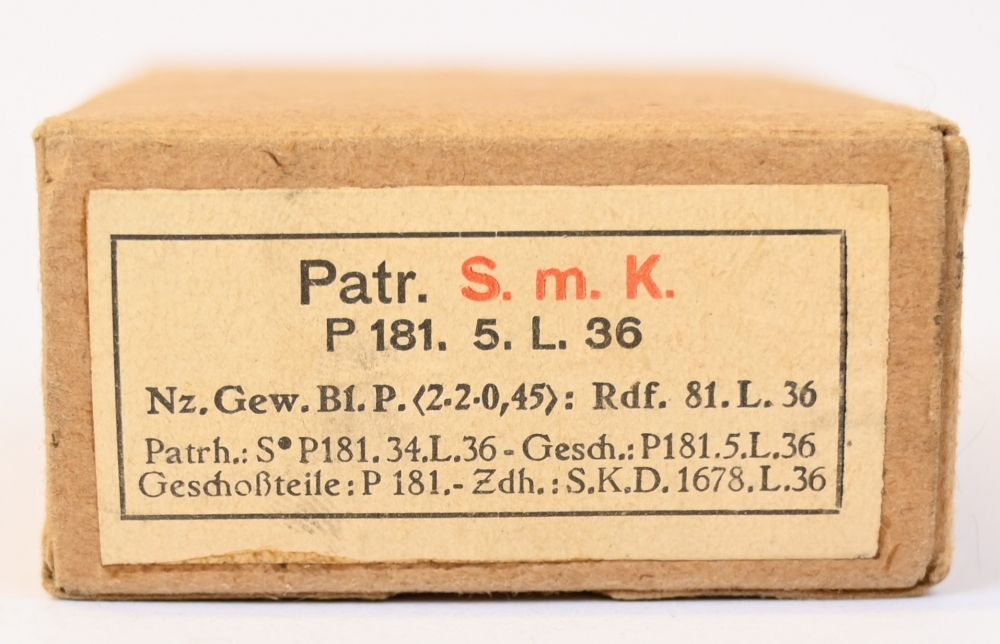 Patr. S. m. K.
P 181. 5. L. 36
Nz. Gew. Bl. P. ⟨2·2·0,45⟩: Rdf. 81. L. 36
Patrh.: S* P181. 34. L. 36 - Gesch.: P181. 5. L. 36
Geschoßteile: P 181.- Zdh.: S.K.D. 1678. L. 36